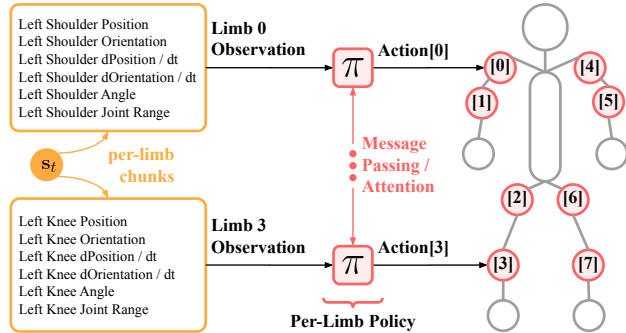 Left Shoulder Position
Left Shoulder Orientation
Left Shoulder dPosition / dt
Left Shoulder dOrientation / dt
Left Shoulder Angle
Left Shoulder Joint Range
Limb 0
Observation
π
Action[0]
[0]
[4]
[1]
[5]
s_t
per-limb
chunks
Message
Passing /
Attention
[2]
[6]
Left Knee Position
Left Knee Orientation
Left Knee dPosition / dt
Left Knee dOrientation / dt
Left Knee Angle
Left Knee Joint Range
Limb 3
Observation
π
Action[3]
[3]
[7]
Per-Limb Policy